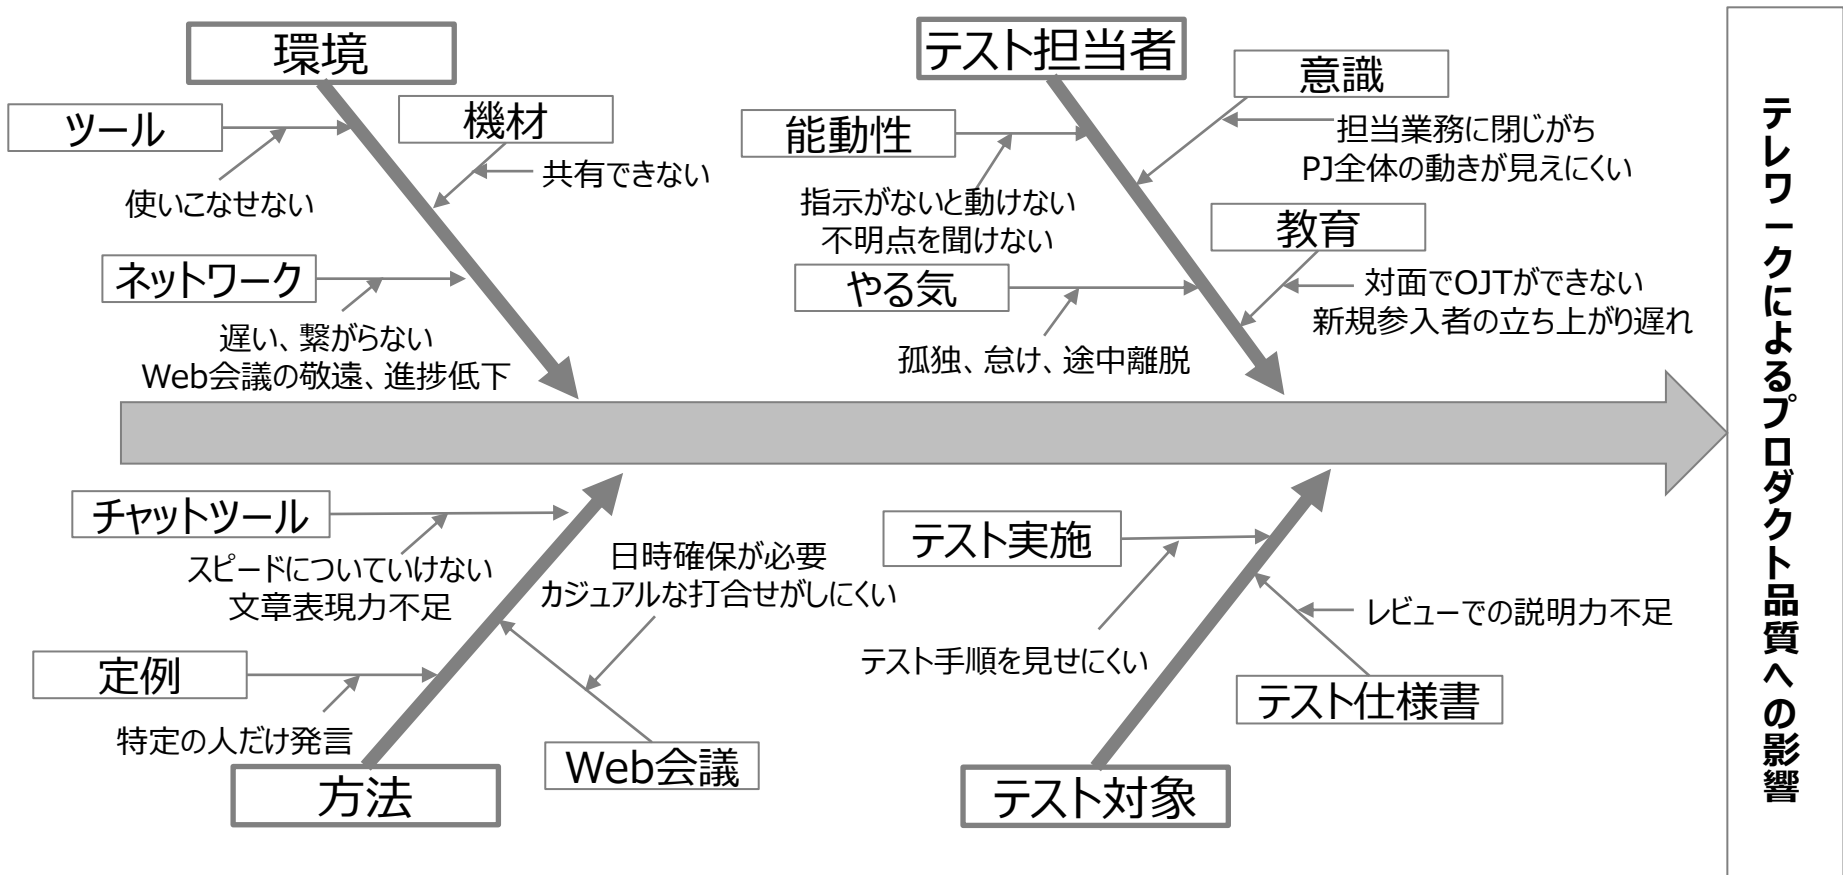 環境
ツール
使いこなせない
機材
共有できない
ネットワーク
遅い、繋がらない
Web会議の敬遠、進捗低下
テスト担当者
能動性
指示がないと動けない
不明点を聞けない
意識
担当業務に閉じがち
PJ全体の動きが見えにくい
やる気
孤独、怠け、途中離脱
教育
対面でOJTができない
新規参入者の立ち上がり遅れ
チャットツール
スピードについていけない
文章表現力不足
日時確保が必要
カジュアルな打合せがしにくい
定例
特定の人だけ発言
Web会議
方法
テスト実施
テスト手順を見せにくい
レビューでの説明力不足
テスト仕様書
テスト対象
テレワークによるプロダクト品質への影響